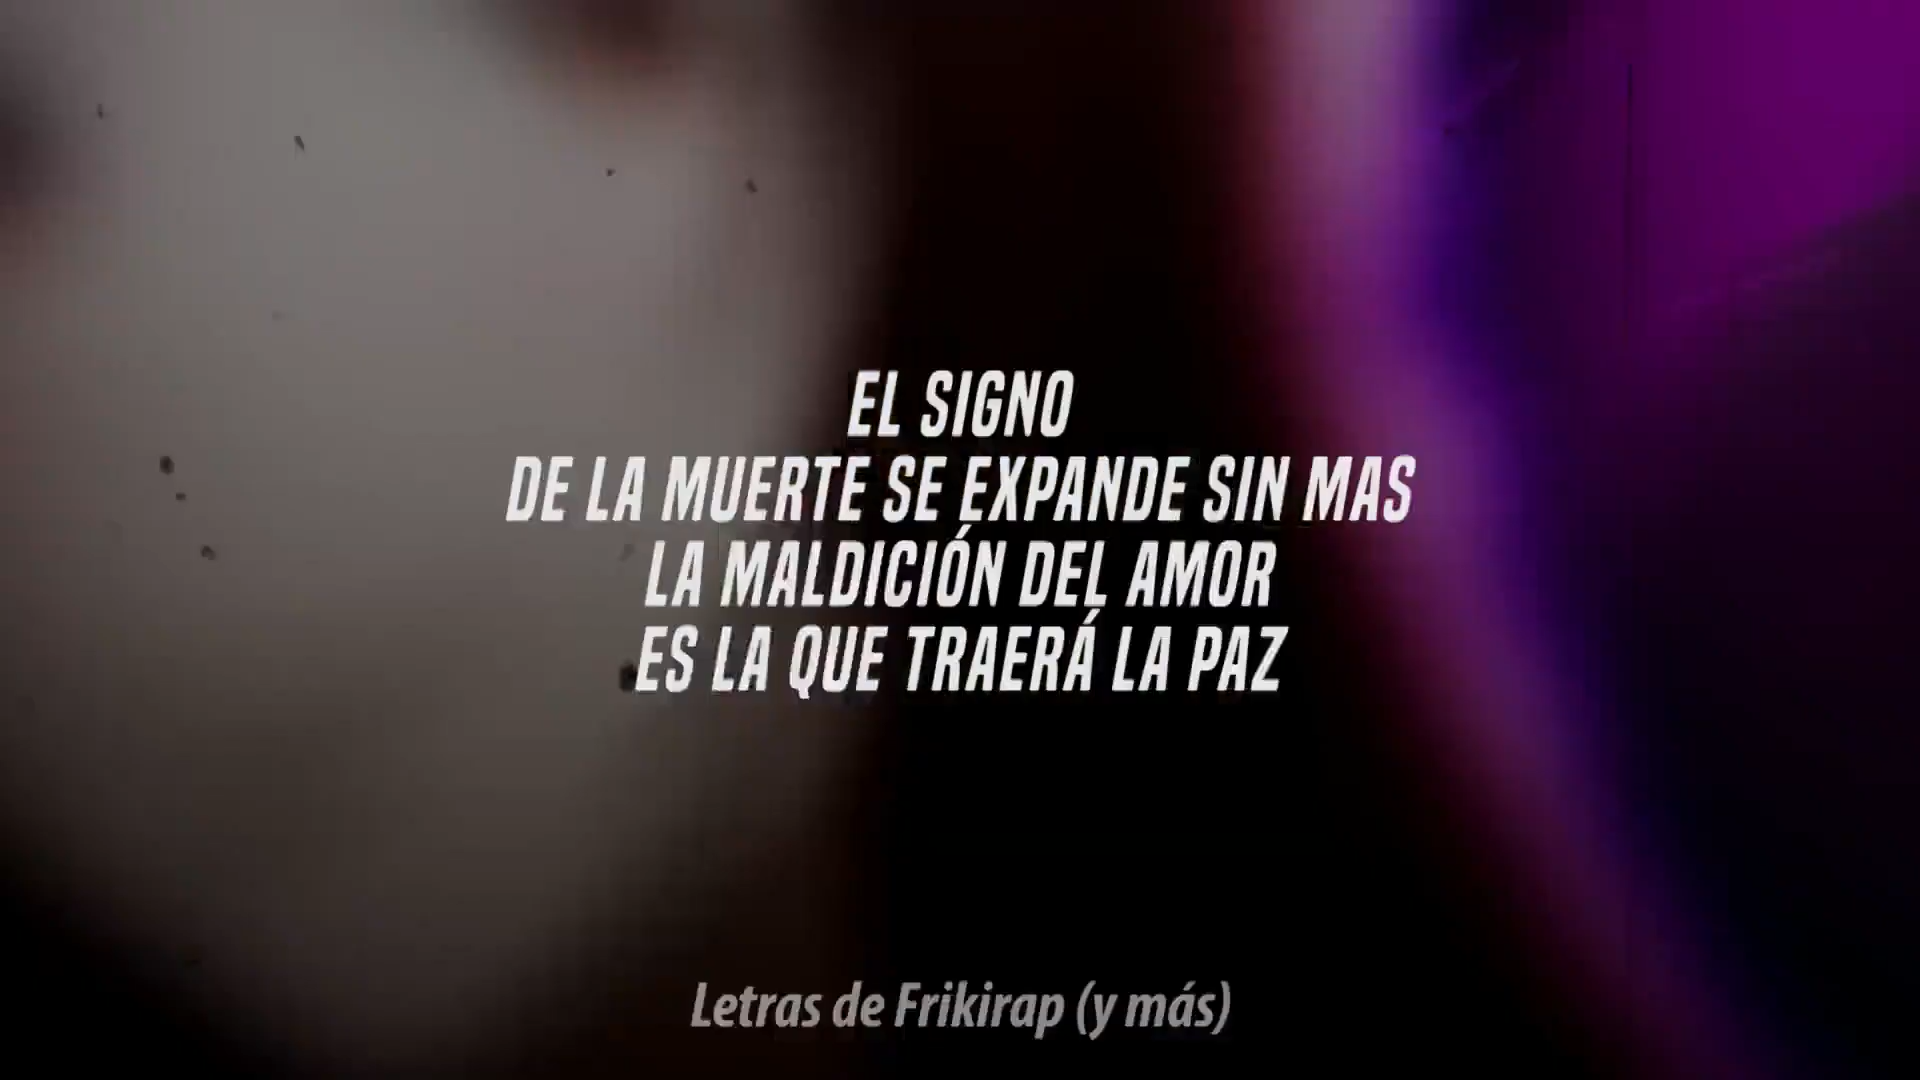 EL SIGNO
DE LA MUERTE SE EXPANDE SIN MAS
LA MALDICIÓN DEL AMOR
ES LA QUE TRAERÁ LA PAZ
Letras de Frikirap (y más)